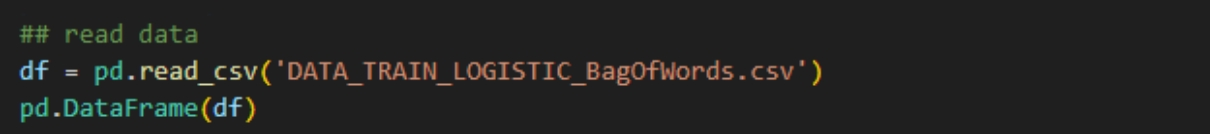 ## read data
df = pd.read_csv('DATA_TRAIN_LOGISTIC_BagOfWords.csv')
pd.DataFrame(df)